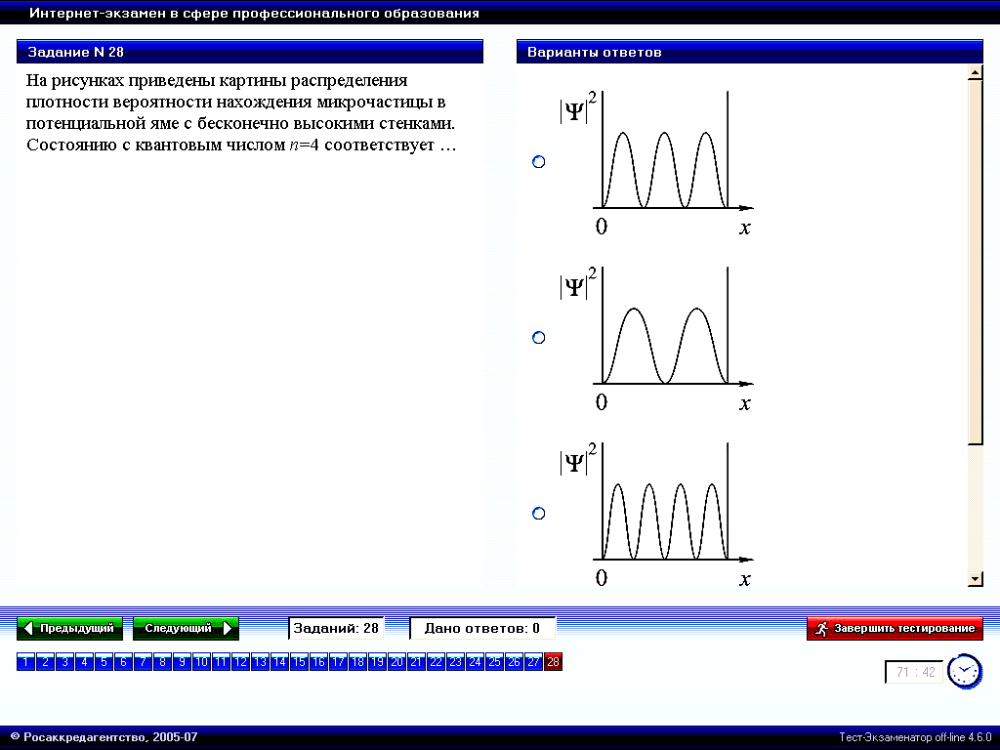 Интернет-экзамен в сфере профессионального образования
Задание N 28
На рисунках приведены картины распределения
плотности вероятности нахождения микрочастицы в
потенциальной яме с бесконечно высокими стенками.
Состоянию с квантовым числом n=4 соответствует …
Варианты ответов
|Ψ|²
0 x
|Ψ|²
0 x
|Ψ|²
0 x
Предыдущий Следующий Заданий: 28 Дано ответов: 0 Завершить тестирование
1 2 3 4 5 6 7 8 9 10 11 12 13 14 15 16 17 18 19 20 21 22 23 24 25 26 27 28
71 : 42
© Росаккредагентство, 2005-07 Тест-Экзаменатор off-line 4.6.0